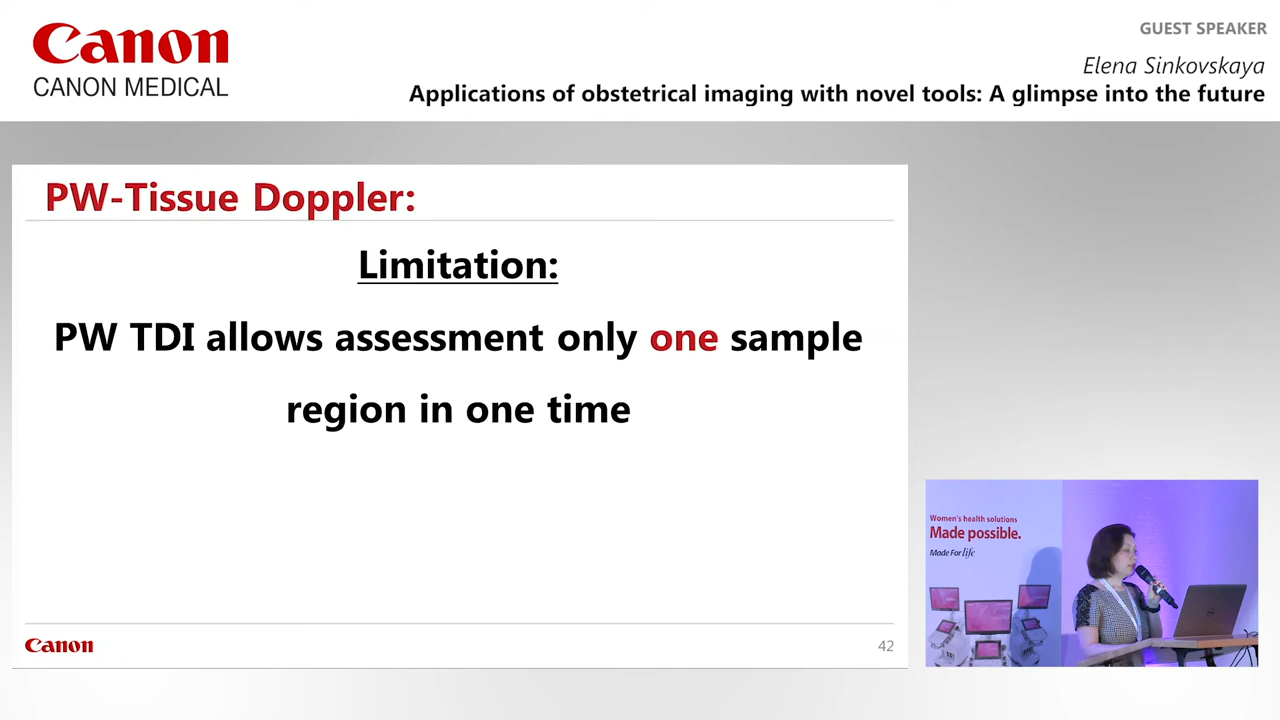 Canon
CANON MEDICAL
GUEST SPEAKER
Elena Sinkovskaya
Applications of obstetrical imaging with novel tools: A glimpse into the future
PW-Tissue Doppler:
Limitation:
PW TDI allows assessment only one sample
region in one time
Canon
42
Women's health solutions
Made possible.
Made For life